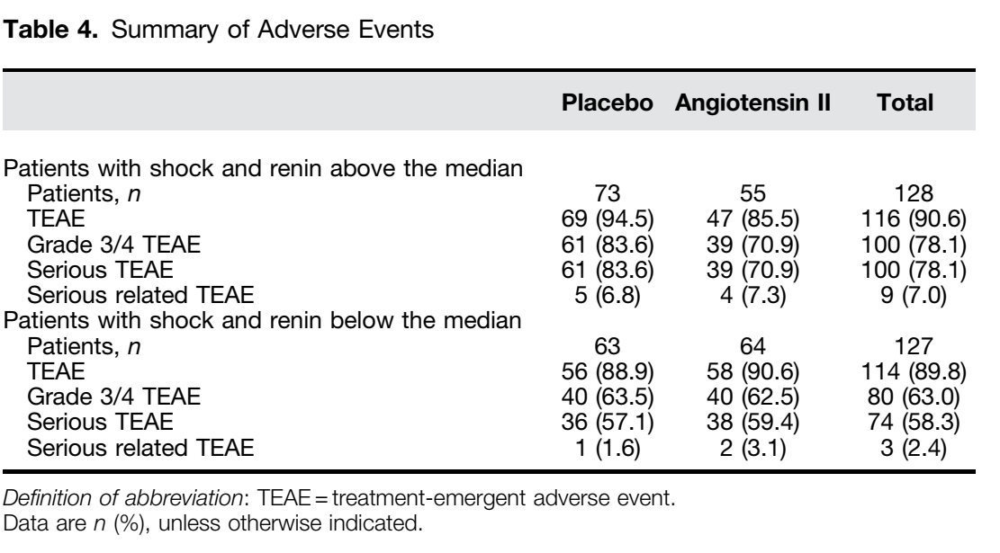 Table 4. Summary of Adverse Events
Placebo Angiotensin II Total
Patients with shock and renin above the median
Patients, n 73 55 128
TEAE 69 (94.5) 47 (85.5) 116 (90.6)
Grade 3/4 TEAE 61 (83.6) 39 (70.9) 100 (78.1)
Serious TEAE 61 (83.6) 39 (70.9) 100 (78.1)
Serious related TEAE 5 (6.8) 4 (7.3) 9 (7.0)
Patients with shock and renin below the median
Patients, n 63 64 127
TEAE 56 (88.9) 58 (90.6) 114 (89.8)
Grade 3/4 TEAE 40 (63.5) 40 (62.5) 80 (63.0)
Serious TEAE 36 (57.1) 38 (59.4) 74 (58.3)
Serious related TEAE 1 (1.6) 2 (3.1) 3 (2.4)
Definition of abbreviation: TEAE = treatment-emergent adverse event.
Data are n (%), unless otherwise indicated.